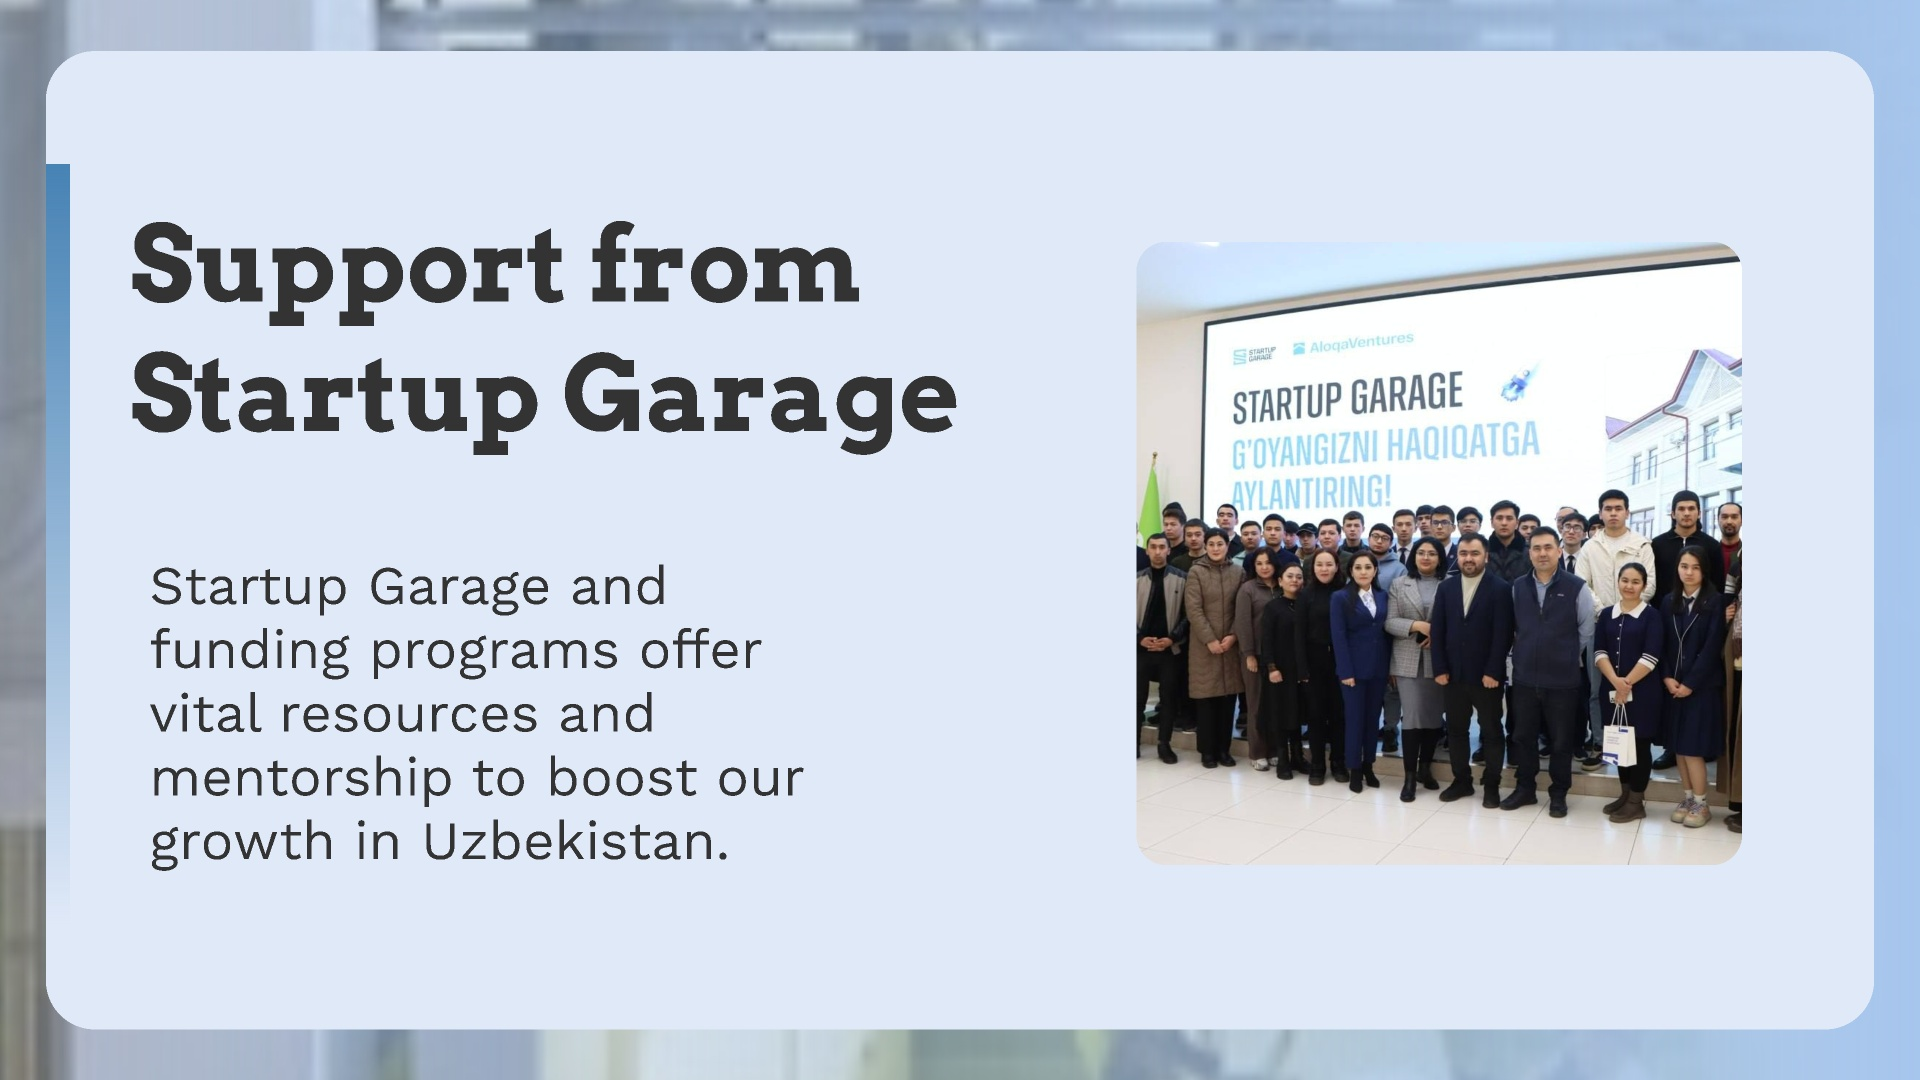 Support from
Startup Garage
Startup Garage and
funding programs offer
vital resources and
mentorship to boost our
growth in Uzbekistan.
STARTUP
GARAGE
AloqaVentures
STARTUP GARAGE
G'OYANGIZNI HAQIQATGA
AYLANTIRING!